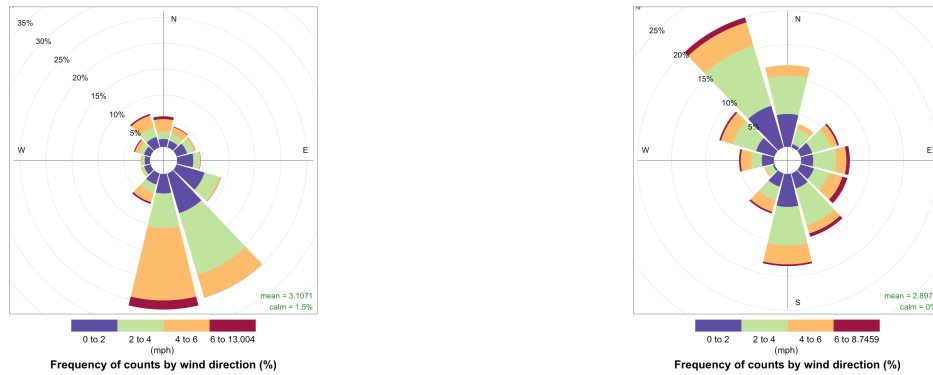 35%
30%
25%
20%
15%
10%
5%
N
W
E
mean = 3.1071
calm = 1.5%
0 to 2
2 to 4
4 to 6
6 to 13.004
(mph)
Frequency of counts by wind direction (%)
25%
20%
15%
10%
5%
N
W
E
S
mean = 2.897
calm = 0%
0 to 2
2 to 4
4 to 6
6 to 8.7459
(mph)
Frequency of counts by wind direction (%)